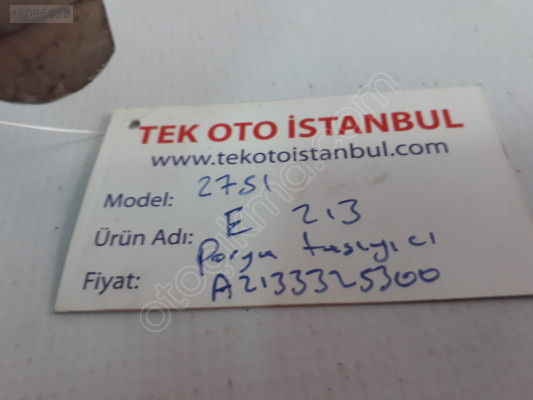 TEK OTO İSTANBUL
www.tekotoistanbul.com
Model: 2751
Ürün Adı: E 213
Porya taşıyıcı
Fiyat: A2133325300